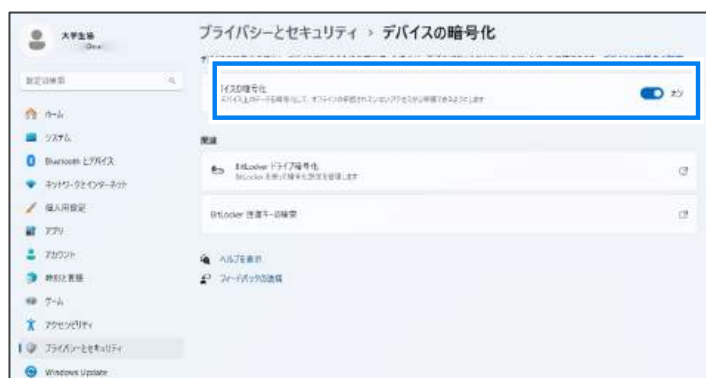 プライバシーとセキュリティ › デバイスの暗号化
大学生協
設定の検索
イスの暗号化
オン
ホーム
システム
関連
Bluetooth とデバイス
BitLocker ドライブ暗号化
ネットワークとインターネット
個人用設定
BitLocker 回復キーの検索
アプリ
アカウント
ヘルプを表示
時刻と言語
フィードバックの送信
ゲーム
アクセシビリティ
プライバシーとセキュリティ
Windows Update